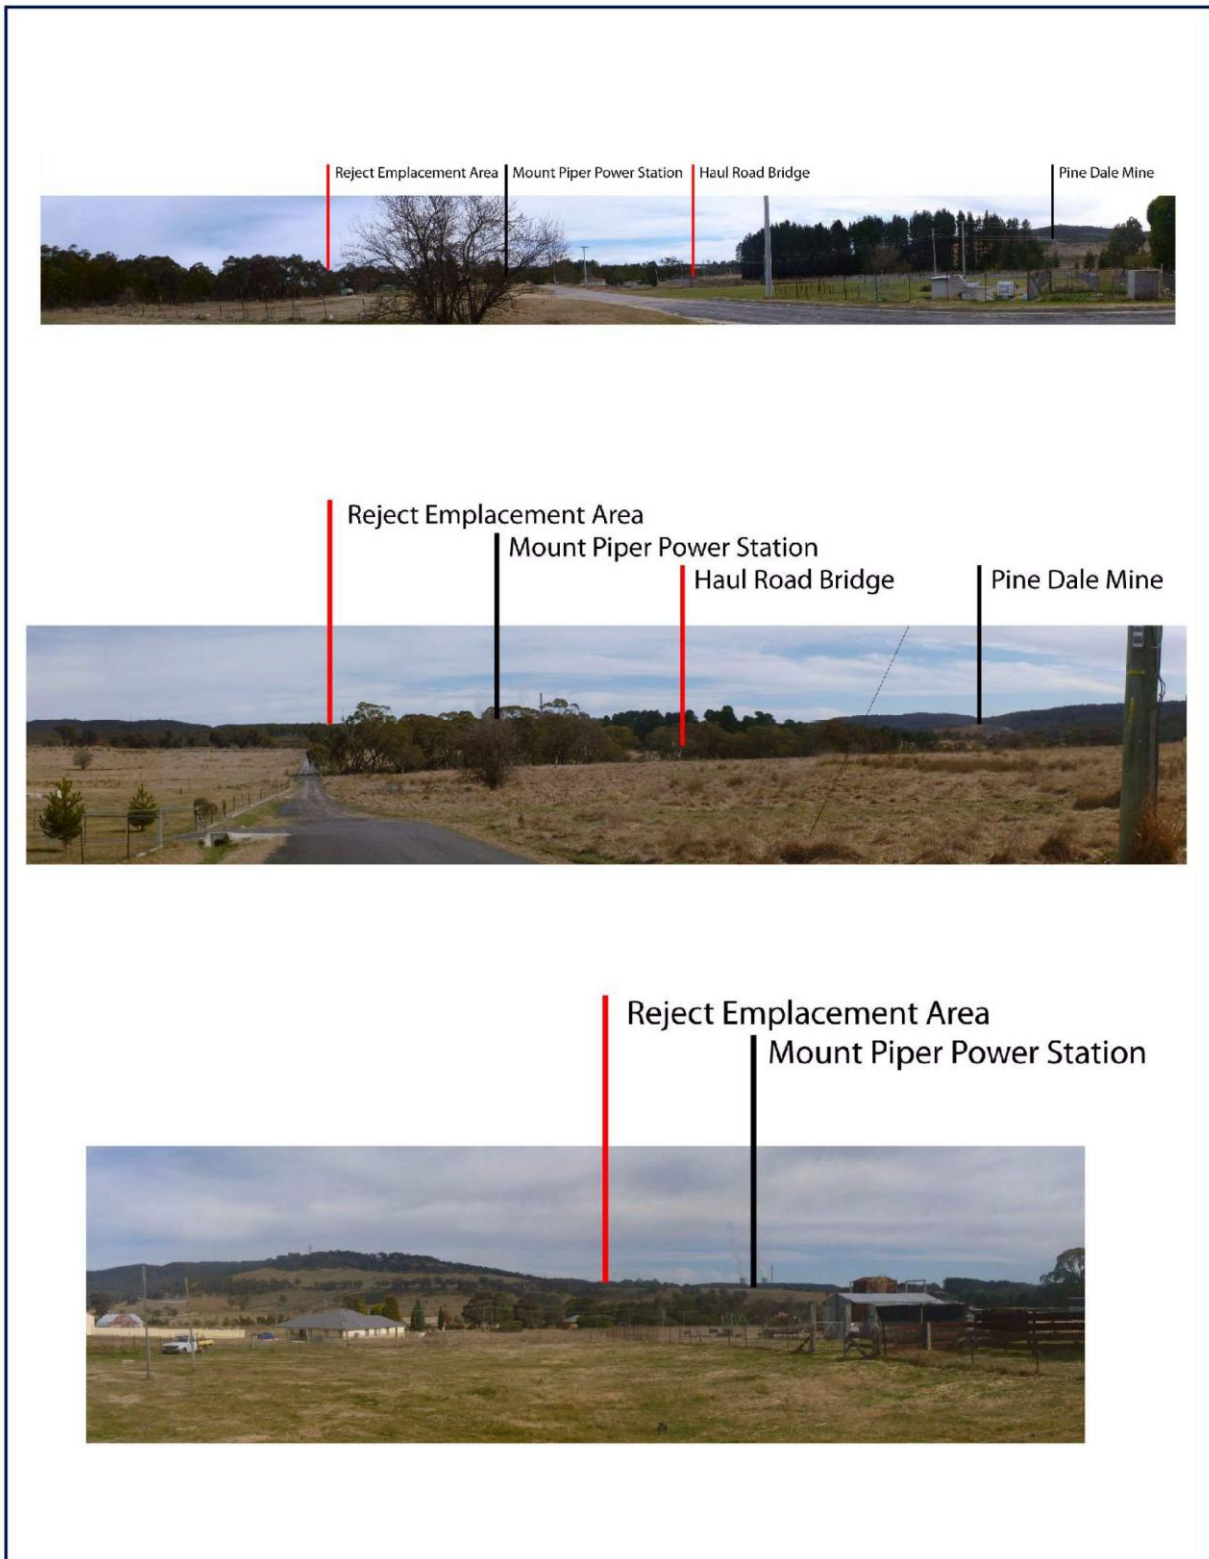 Reject Emplacement Area
Mount Piper Power Station
Haul Road Bridge
Pine Dale Mine
Reject Emplacement Area
Mount Piper Power Station
Haul Road Bridge
Pine Dale Mine
Reject Emplacement Area
Mount Piper Power Station